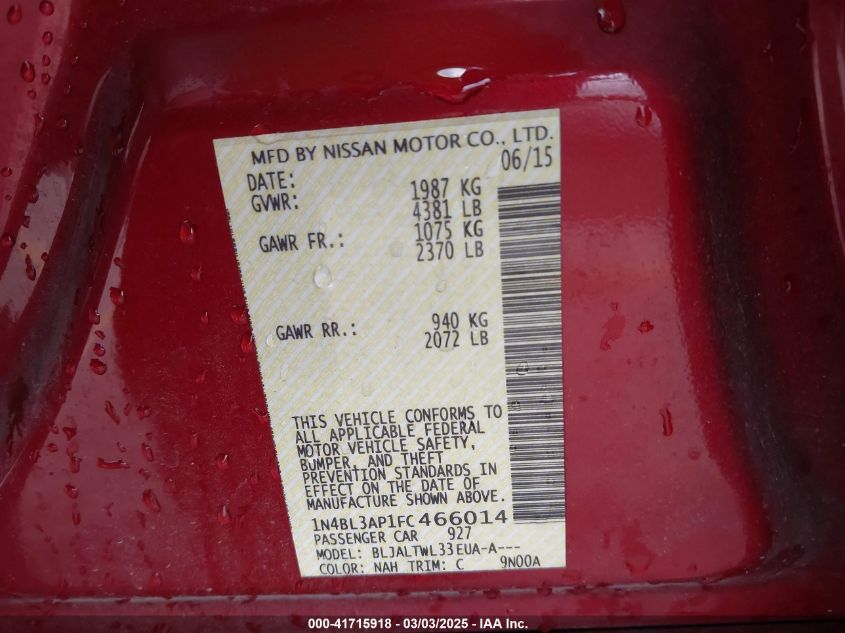 MFD BY NISSAN MOTOR CO., LTD.
DATE: 06/15
GVWR: 1987 KG
4381 LB
GAWR FR.: 1075 KG
2370 LB
GAWR RR.: 940 KG
2072 LB
THIS VEHICLE CONFORMS TO
ALL APPLICABLE FEDERAL
MOTOR VEHICLE SAFETY,
BUMPER, AND THEFT
PREVENTION STANDARDS IN
EFFECT ON THE DATE OF
MANUFACTURE SHOWN ABOVE.
1N4BL3AP1FC466014
PASSENGER CAR 927
MODEL: BLJALTWL33EUA-A---
COLOR: NAH TRIM: C 9N00A
000-41715918 - 03/03/2025 - IAA Inc.